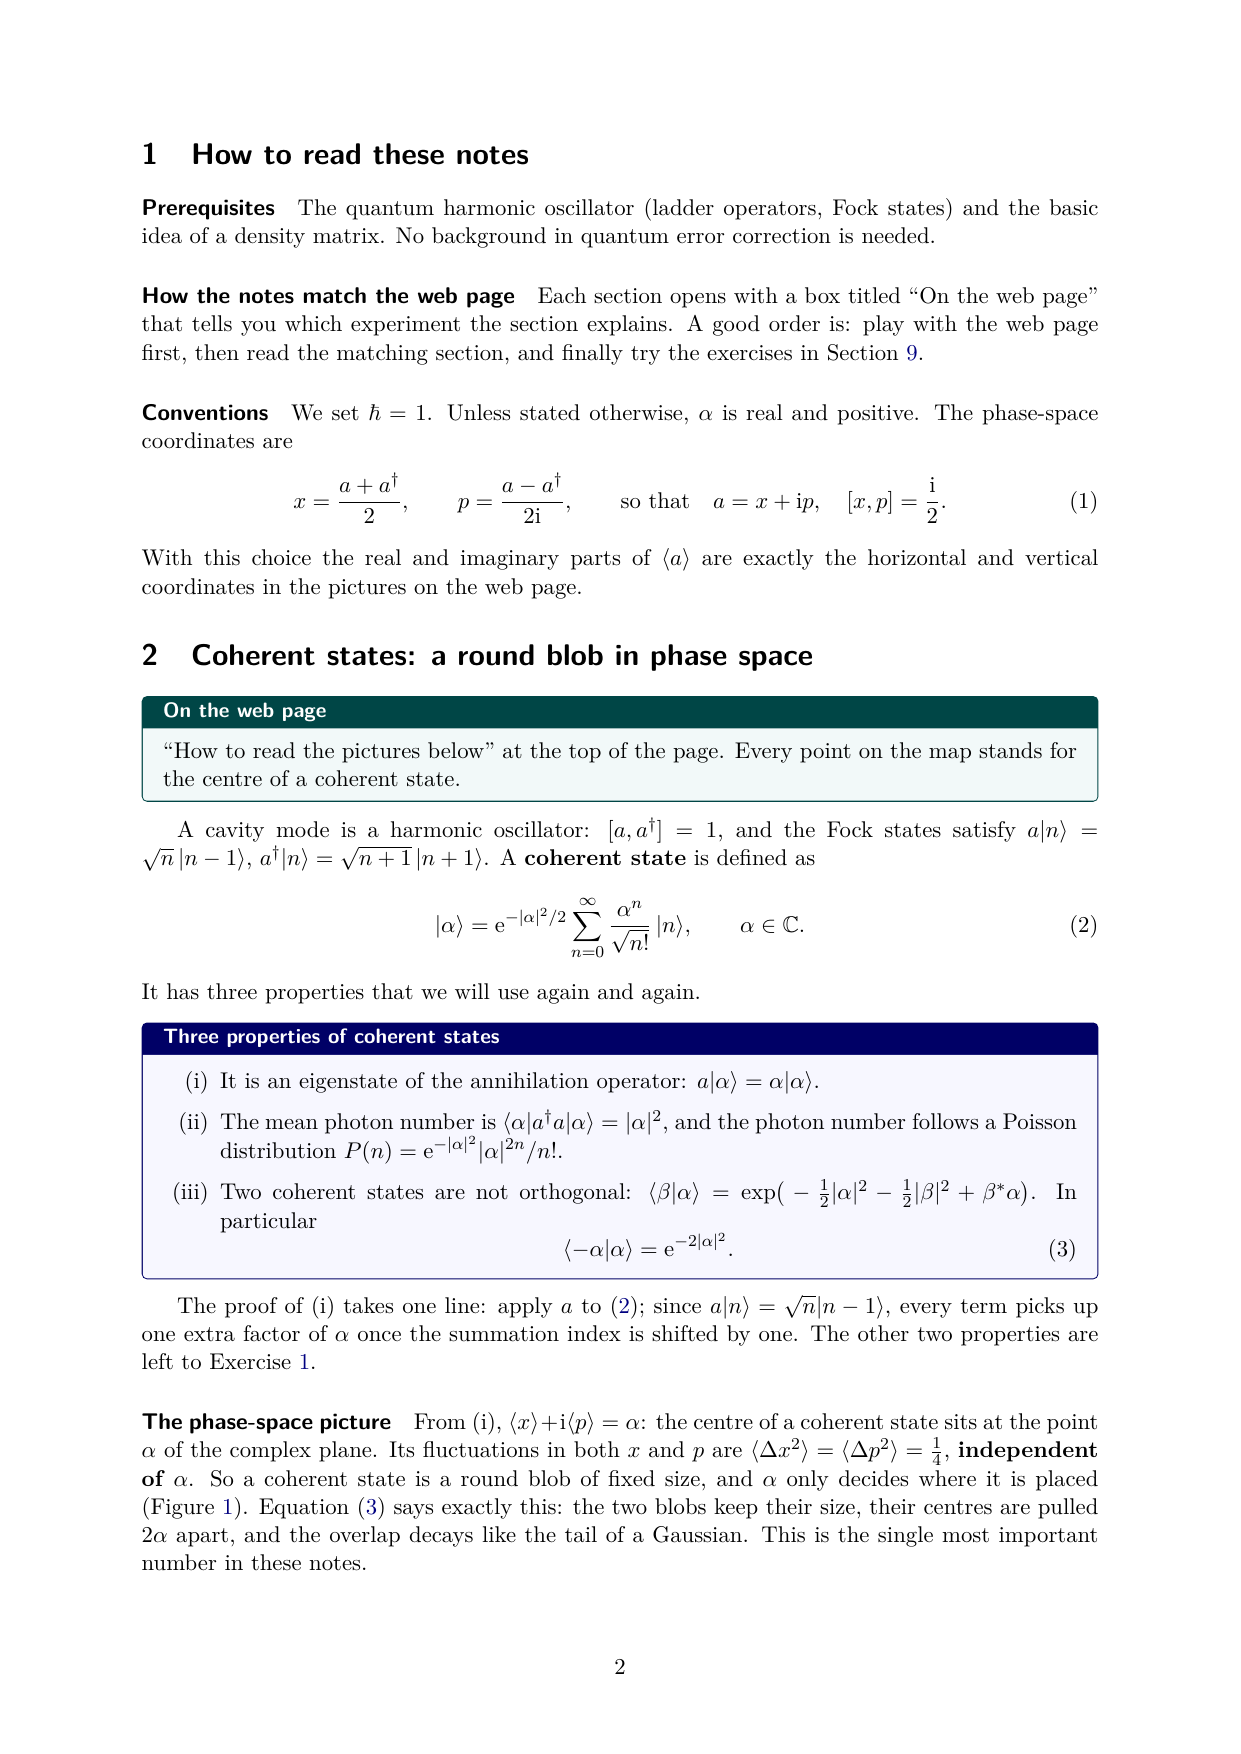 1 How to read these notes
Prerequisites The quantum harmonic oscillator (ladder operators, Fock states) and the basic
idea of a density matrix. No background in quantum error correction is needed.
How the notes match the web page Each section opens with a box titled “On the web page”
that tells you which experiment the section explains. A good order is: play with the web page
first, then read the matching section, and finally try the exercises in Section 9.
Conventions We set ℏ = 1. Unless stated otherwise, α is real and positive. The phase-space
coordinates are
x = (a + a†)/2, p = (a − a†)/2i, so that a = x + ip, [x, p] = i/2. (1)
With this choice the real and imaginary parts of ⟨a⟩ are exactly the horizontal and vertical
coordinates in the pictures on the web page.
2 Coherent states: a round blob in phase space
On the web page
“How to read the pictures below” at the top of the page. Every point on the map stands for
the centre of a coherent state.
A cavity mode is a harmonic oscillator: [a, a†] = 1, and the Fock states satisfy a|n⟩ =
√n |n − 1⟩, a†|n⟩ = √(n + 1) |n + 1⟩. A coherent state is defined as
|α⟩ = e^{−|α|²/2} ∑_{n=0}^{∞} α^n/√(n!) |n⟩, α ∈ ℂ. (2)
It has three properties that we will use again and again.
Three properties of coherent states
(i) It is an eigenstate of the annihilation operator: a|α⟩ = α|α⟩.
(ii) The mean photon number is ⟨α|a†a|α⟩ = |α|², and the photon number follows a Poisson
distribution P(n) = e^{−|α|²}|α|^{2n}/n!.
(iii) Two coherent states are not orthogonal: ⟨β|α⟩ = exp(− ½|α|² − ½|β|² + β*α). In
particular
⟨−α|α⟩ = e^{−2|α|²}. (3)
The proof of (i) takes one line: apply a to (2); since a|n⟩ = √n|n − 1⟩, every term picks up
one extra factor of α once the summation index is shifted by one. The other two properties are
left to Exercise 1.
The phase-space picture From (i), ⟨x⟩+i⟨p⟩ = α: the centre of a coherent state sits at the point
α of the complex plane. Its fluctuations in both x and p are ⟨Δx²⟩ = ⟨Δp²⟩ = ¼, independent
of α. So a coherent state is a round blob of fixed size, and α only decides where it is placed
(Figure 1). Equation (3) says exactly this: the two blobs keep their size, their centres are pulled
2α apart, and the overlap decays like the tail of a Gaussian. This is the single most important
number in these notes.
2